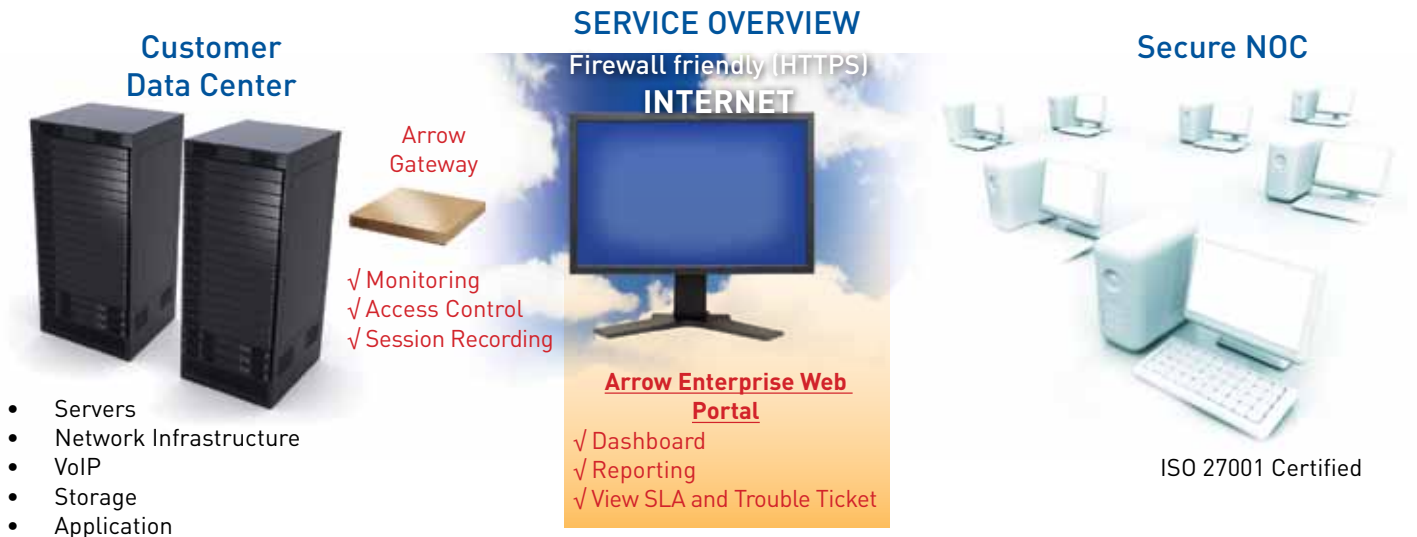 SERVICE OVERVIEW
Customer
Data Center
Arrow
Gateway
√ Monitoring
√ Access Control
√ Session Recording
• Servers
• Network Infrastructure
• VoIP
• Storage
• Application
Firewall friendly (HTTPS)
INTERNET
Arrow Enterprise Web
Portal
√ Dashboard
√ Reporting
√ View SLA and Trouble Ticket
Secure NOC
ISO 27001 Certified